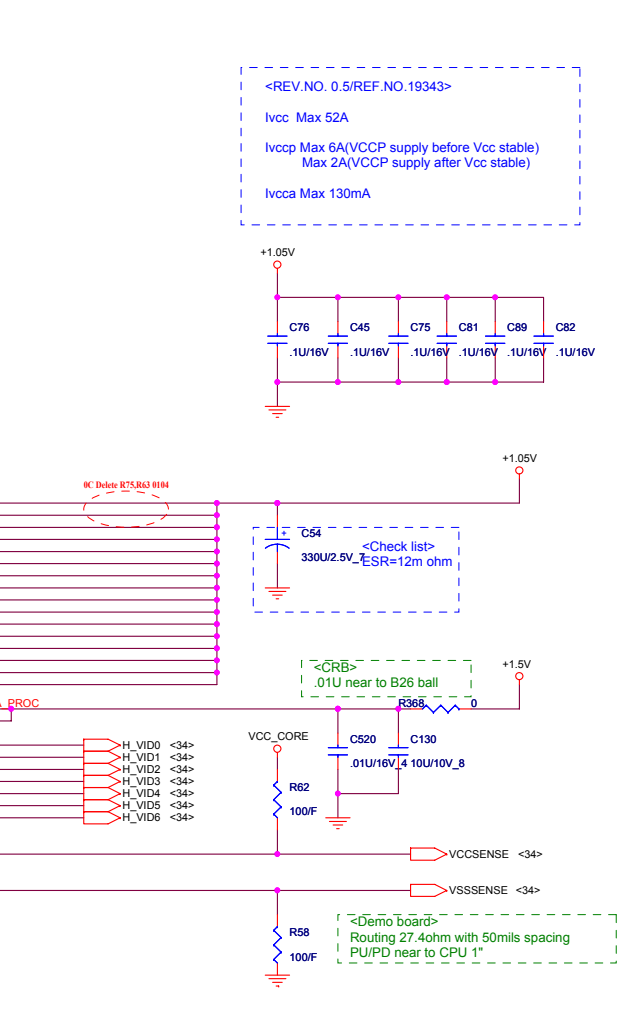 <REV.NO. 0.5/REF.NO.19343>
Ivcc Max 52A
Ivccp Max 6A(VCCP supply before Vcc stable)
Max 2A(VCCP supply after Vcc stable)
Ivcca Max 130mA
+1.05V
C76 C45 C75 C81 C89 C82
.1U/16V .1U/16V .1U/16V .1U/16V .1U/16V .1U/16V
+1.05V
0C Delete R75,R63 0104
+ C54
330U/2.5V_7
<Check list>
ESR=12m ohm
<CRB>
.01U near to B26 ball
+1.5V
A_PROC
R368 0
C520 C130
.01U/16V_4 10U/10V_8
VCC_CORE
H_VID0 <34>
H_VID1 <34>
H_VID2 <34>
H_VID3 <34>
H_VID4 <34>
H_VID5 <34>
H_VID6 <34>
R62
100/F
VCCSENSE <34>
VSSSENSE <34>
R58
100/F
<Demo board>
Routing 27.4ohm with 50mils spacing
PU/PD near to CPU 1"